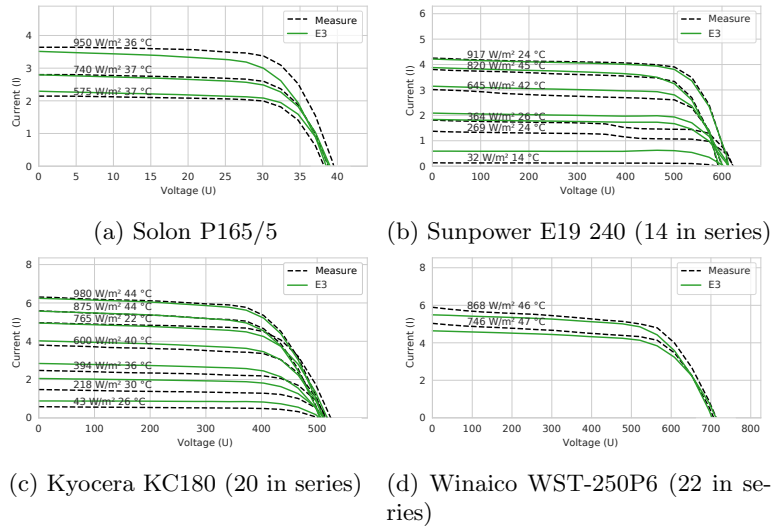 Measure
E3
4
3
2
1
0
Current (I)
950 W/m² 36 °C
740 W/m² 37 °C
575 W/m² 37 °C
0 5 10 15 20 25 30 35 40
Voltage (U)
(a) Solon P165/5
Measure
E3
6
5
4
3
2
1
0
Current (I)
917 W/m² 24 °C
820 W/m² 45 °C
645 W/m² 42 °C
364 W/m² 26 °C
269 W/m² 24 °C
32 W/m² 14 °C
0 100 200 300 400 500 600
Voltage (U)
(b) Sunpower E19 240 (14 in series)
Measure
E3
8
6
4
2
0
Current (I)
980 W/m² 44 °C
875 W/m² 44 °C
765 W/m² 22 °C
600 W/m² 40 °C
394 W/m² 36 °C
218 W/m² 30 °C
43 W/m² 26 °C
0 100 200 300 400 500
Voltage (U)
(c) Kyocera KC180 (20 in series)
Measure
E3
8
6
4
2
0
Current (I)
868 W/m² 46 °C
746 W/m² 47 °C
0 100 200 300 400 500 600 700 800
Voltage (U)
(d) Winaico WST-250P6 (22 in se-
ries)